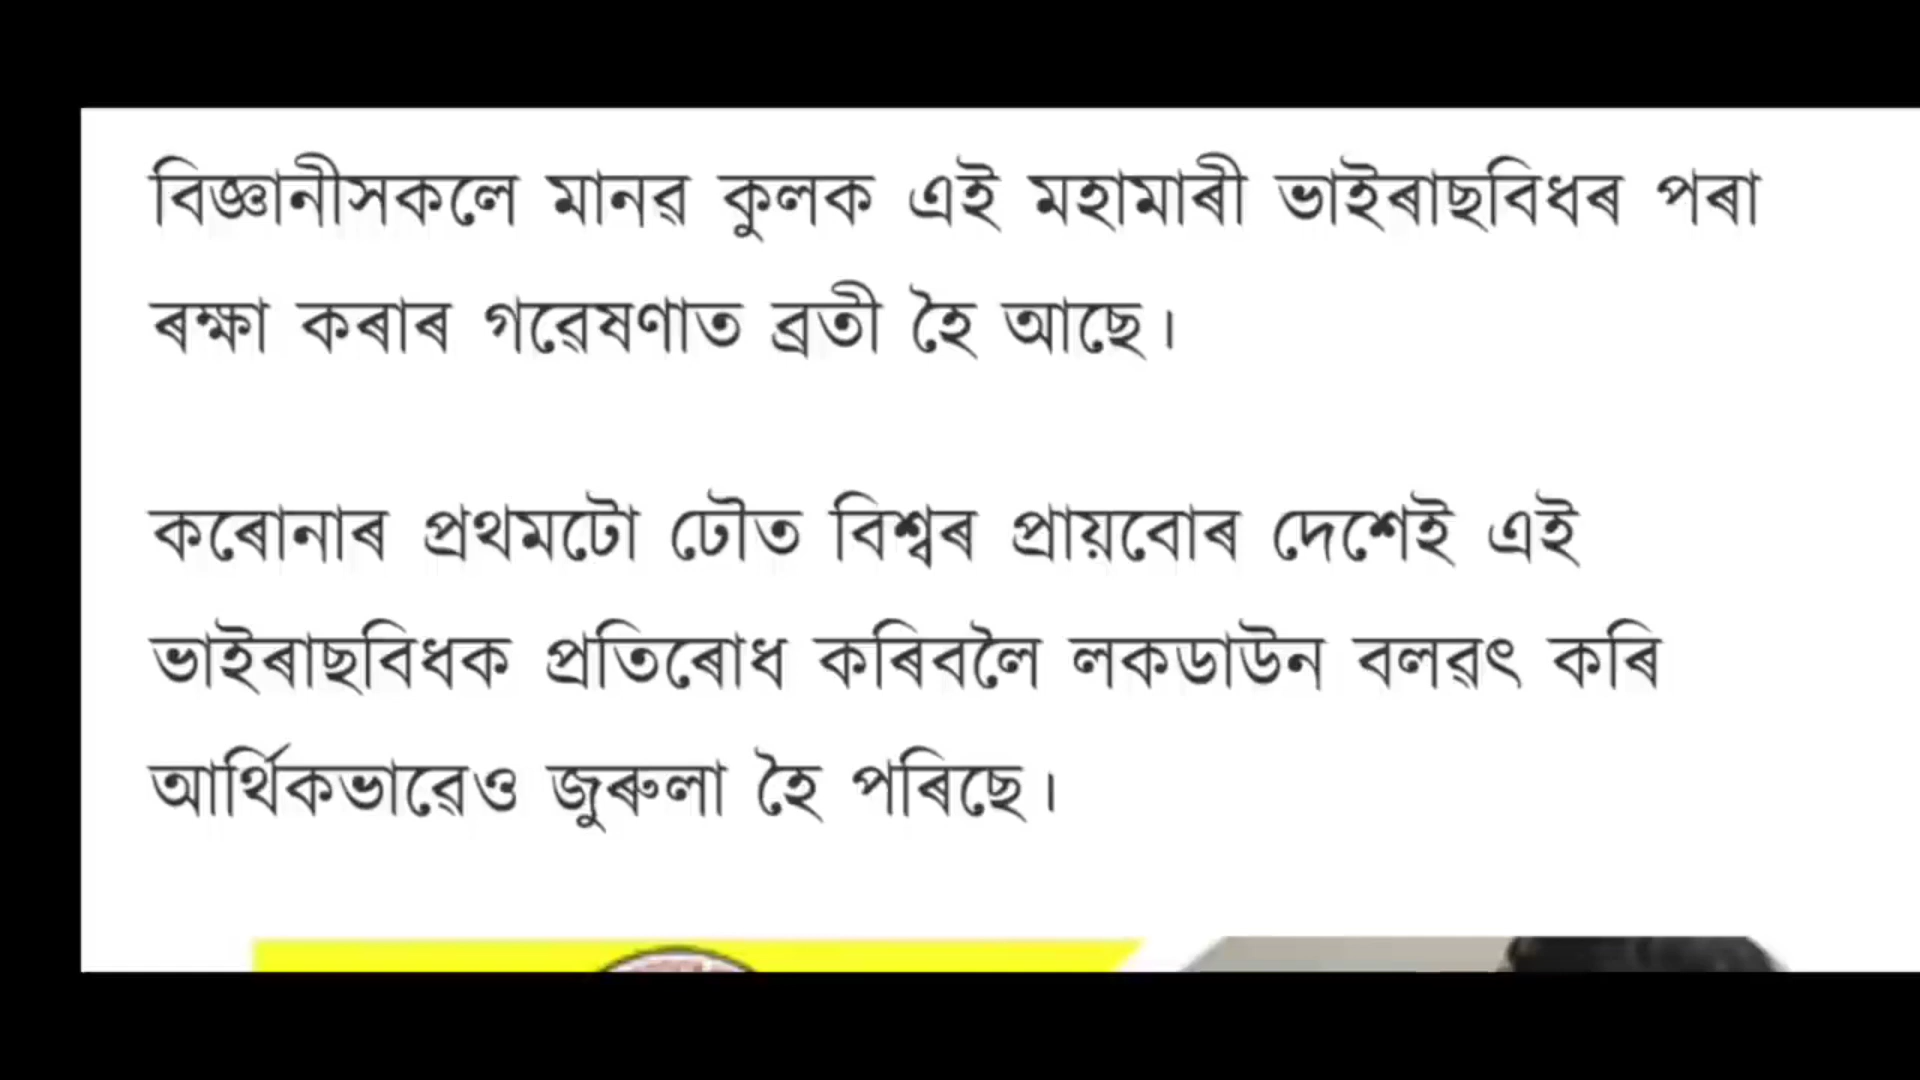 বিজ্ঞানীসকলে মানৱ কুলক এই মহামাৰী ভাইৰাছবিধৰ পৰা
ৰক্ষা কৰাৰ গৱেষণাত ব্ৰতী হৈ আছে।
কৰোনাৰ প্ৰথমটো ঢৌত বিশ্বৰ প্ৰায়বোৰ দেশেই এই
ভাইৰাছবিধক প্ৰতিৰোধ কৰিবলৈ লকডাউন বলৱৎ কৰি
আৰ্থিকভাৱেও জুৰুলা হৈ পৰিছে।